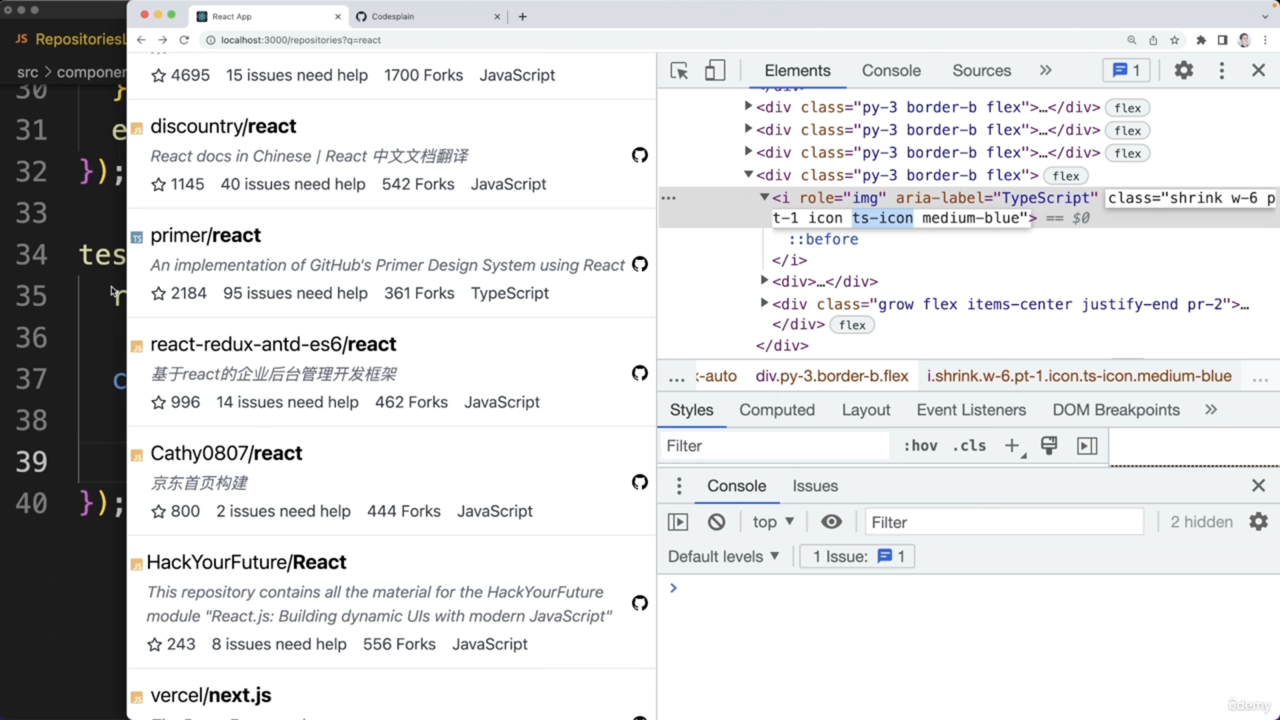 React App
Codesplain
localhost:3000/repositories?q=react
JS RepositoriesL
src > componen
30 }
31 e
32 });
33
34 tes
35 r
36
37 c
38
39
40 });
4695 15 issues need help 1700 Forks JavaScript
discountry/react
React docs in Chinese | React 中文文档翻译
1145 40 issues need help 542 Forks JavaScript
TS primer/react
An implementation of GitHub's Primer Design System using React
2184 95 issues need help 361 Forks TypeScript
react-redux-antd-es6/react
基于react的企业后台管理开发框架
996 14 issues need help 462 Forks JavaScript
Cathy0807/react
京东首页构建
800 2 issues need help 444 Forks JavaScript
HackYourFuture/React
This repository contains all the material for the HackYourFuture
module "React.js: Building dynamic UIs with modern JavaScript"
243 8 issues need help 556 Forks JavaScript
vercel/next.js
Elements Console Sources » 1
<div class="py-3 border-b flex">…</div> flex
<div class="py-3 border-b flex">…</div> flex
<div class="py-3 border-b flex">…</div> flex
<div class="py-3 border-b flex"> flex
<i role="img" aria-label="TypeScript" class="shrink w-6 p
t-1 icon ts-icon medium-blue"> == $0
::before
</i>
<div>…</div>
<div class="grow flex items-center justify-end pr-2">…
</div> flex
</div>
… ‹-auto div.py-3.border-b.flex i.shrink.w-6.pt-1.icon.ts-icon.medium-blue …
Styles Computed Layout Event Listeners DOM Breakpoints »
Filter :hov .cls +
Console Issues
top Filter 2 hidden
Default levels 1 Issue: 1
>
ûdemy